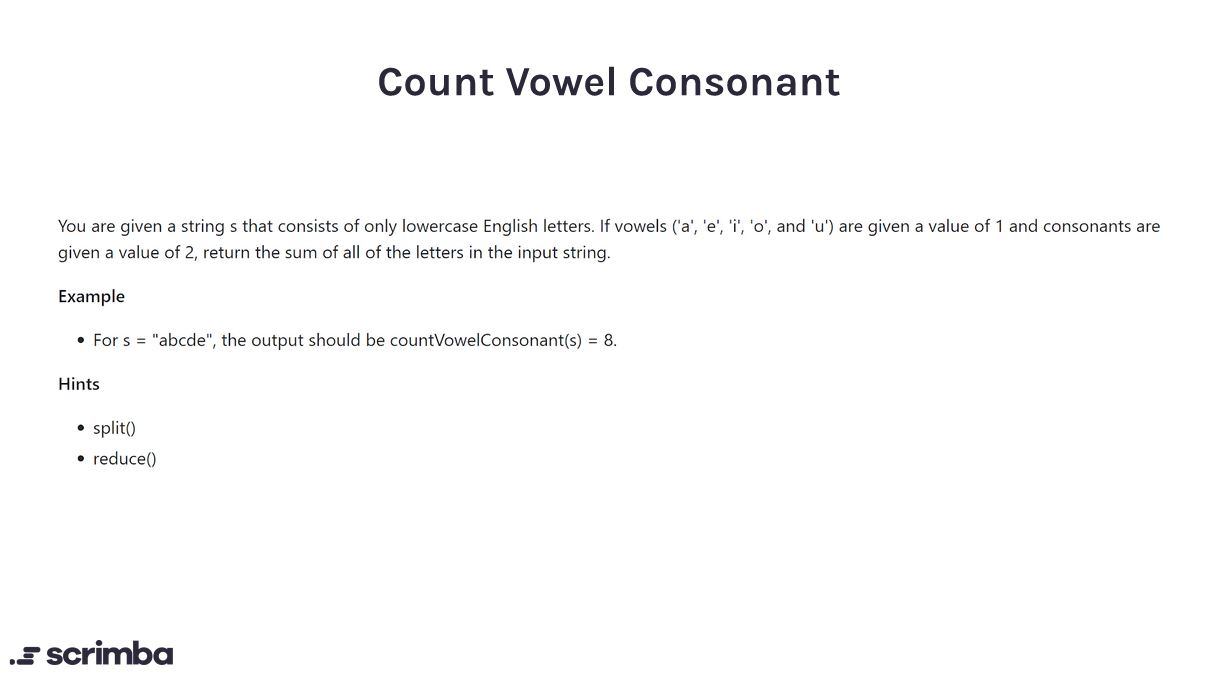 Count Vowel Consonant
You are given a string s that consists of only lowercase English letters. If vowels ('a', 'e', 'i', 'o', and 'u') are given a value of 1 and consonants are
given a value of 2, return the sum of all of the letters in the input string.
Example
• For s = "abcde", the output should be countVowelConsonant(s) = 8.
Hints
• split()
• reduce()
scrimba